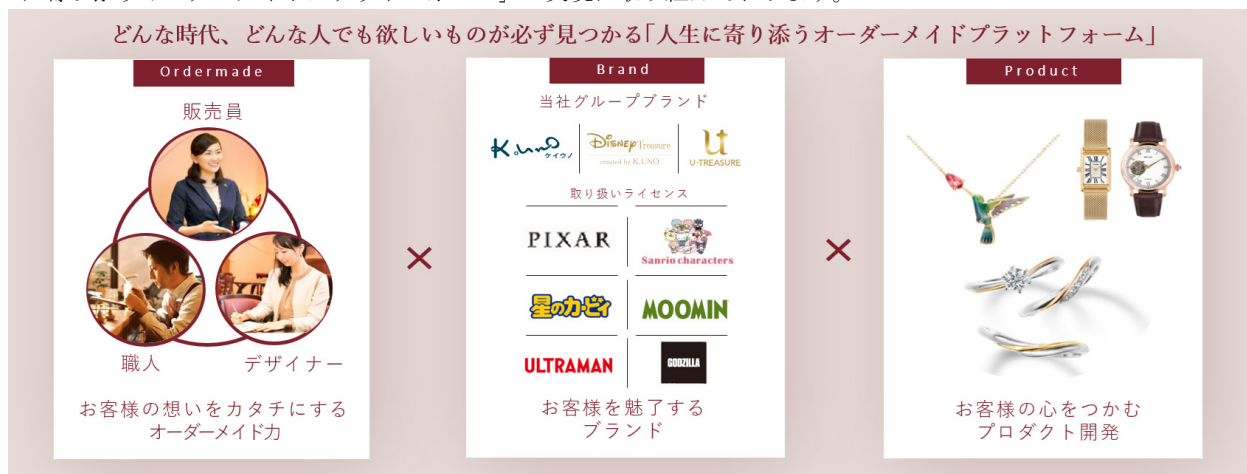 どんな時代、どんな人でも欲しいものが必ず見つかる「人生に寄り添うオーダーメイドプラットフォーム」
Ordermade
販売員
職人
デザイナー
お客様の想いをカタチにする
オーダーメイド力
×
Brand
当社グループブランド
K.UNO
ケイウノ
Disney Treasure
created by K.UNO
U-TREASURE
取り扱いライセンス
PIXAR
Sanrio characters
星のカービィ
MOOMIN
ULTRAMAN
GODZILLA
お客様を魅了する
ブランド
×
Product
お客様の心をつかむ
プロダクト開発